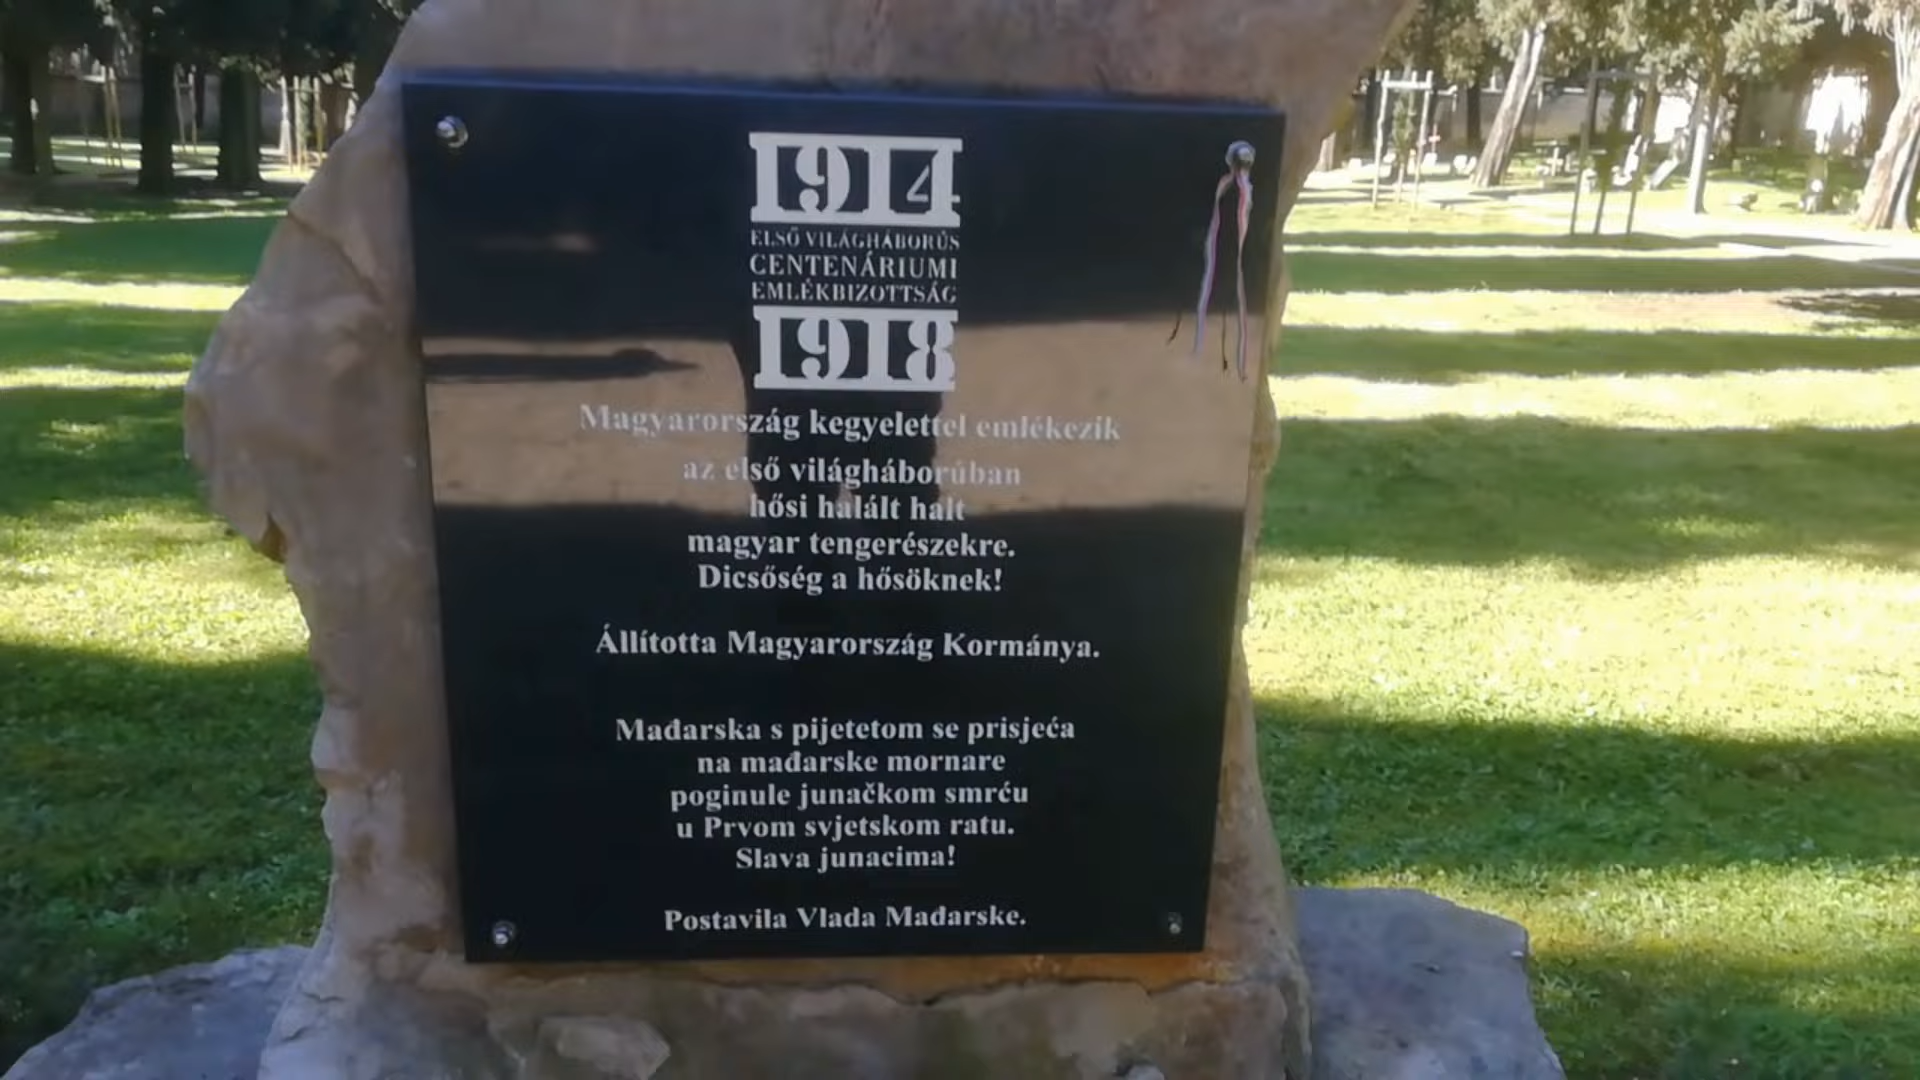 1914
ELSŐ VILÁGHÁBORÚS
CENTENÁRIUMI
EMLÉKBIZOTTSÁG
1918
Magyarország kegyelettel emlékezik
az első világháborúban
hősi halált halt
magyar tengerészekre.
Dicsőség a hősöknek!
Állította Magyarország Kormánya.
Mađarska s pijetetom se prisjeća
na mađarske mornare
poginule junačkom smrću
u Prvom svjetskom ratu.
Slava junacima!
Postavila Vlada Mađarske.